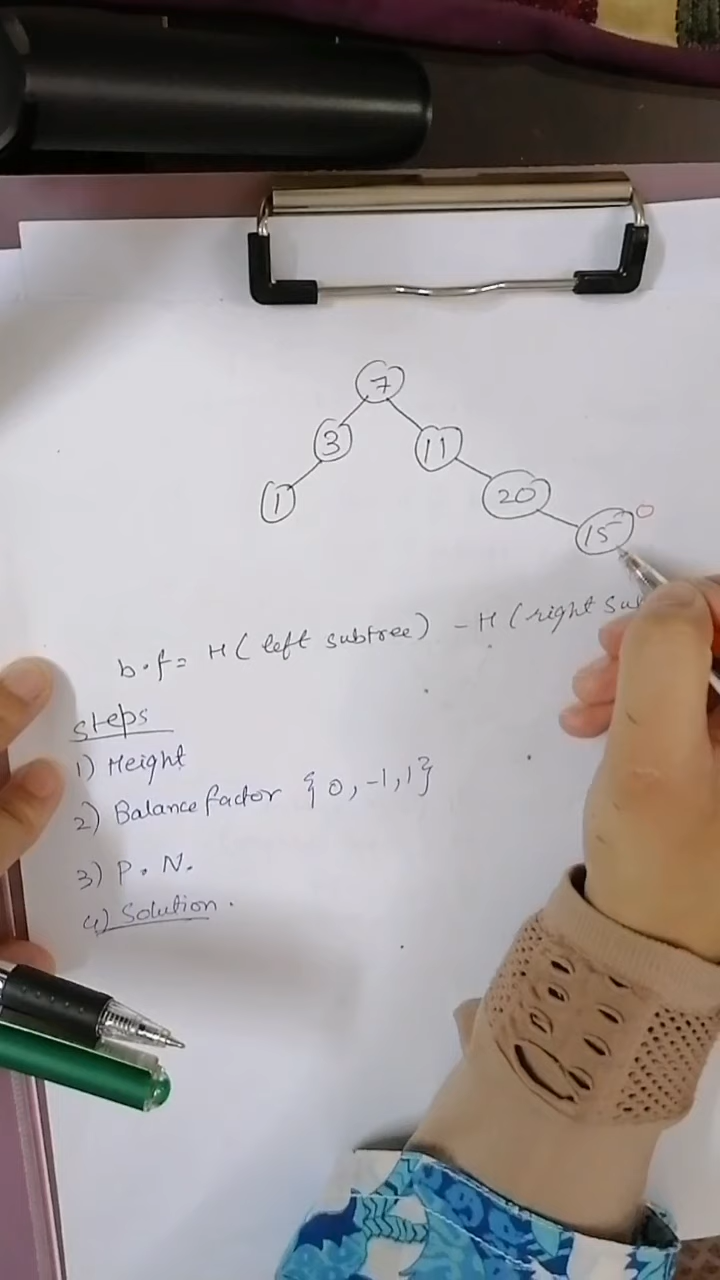 7
3 11
1 20 15 0
b.f = H (left subtree) - H (right
Steps
1) Height
2) Balance factor {0, -1, 1}
3) P.N.
4) Solution.